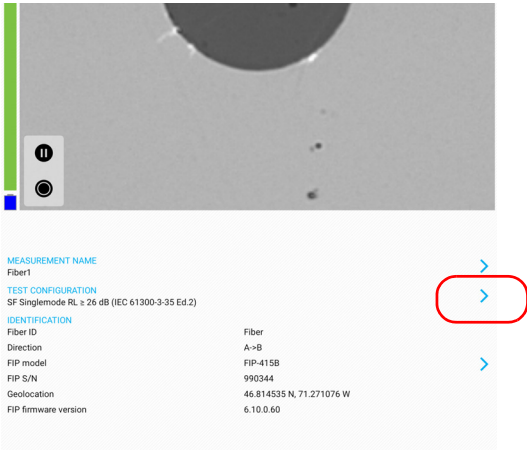 MEASUREMENT NAME
Fiber1
TEST CONFIGURATION
SF Singlemode RL ≥ 26 dB (IEC 61300-3-35 Ed.2)
IDENTIFICATION
Fiber ID Fiber
Direction A->B
FIP model FIP-415B
FIP S/N 990344
Geolocation 46.814535 N, 71.271076 W
FIP firmware version 6.10.0.60